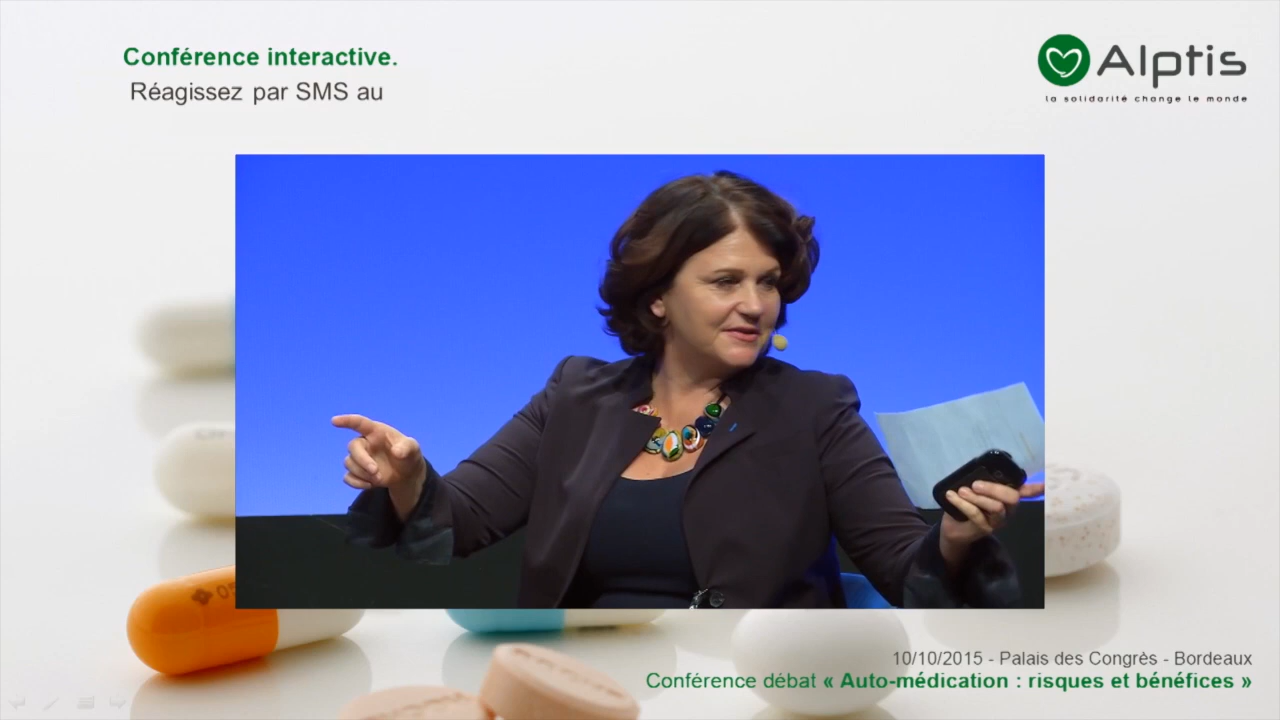 Conférence interactive.
Réagissez par SMS au
Alptis
la solidarité change le monde
10/10/2015 - Palais des Congrès - Bordeaux
Conférence débat « Auto-médication : risques et bénéfices »